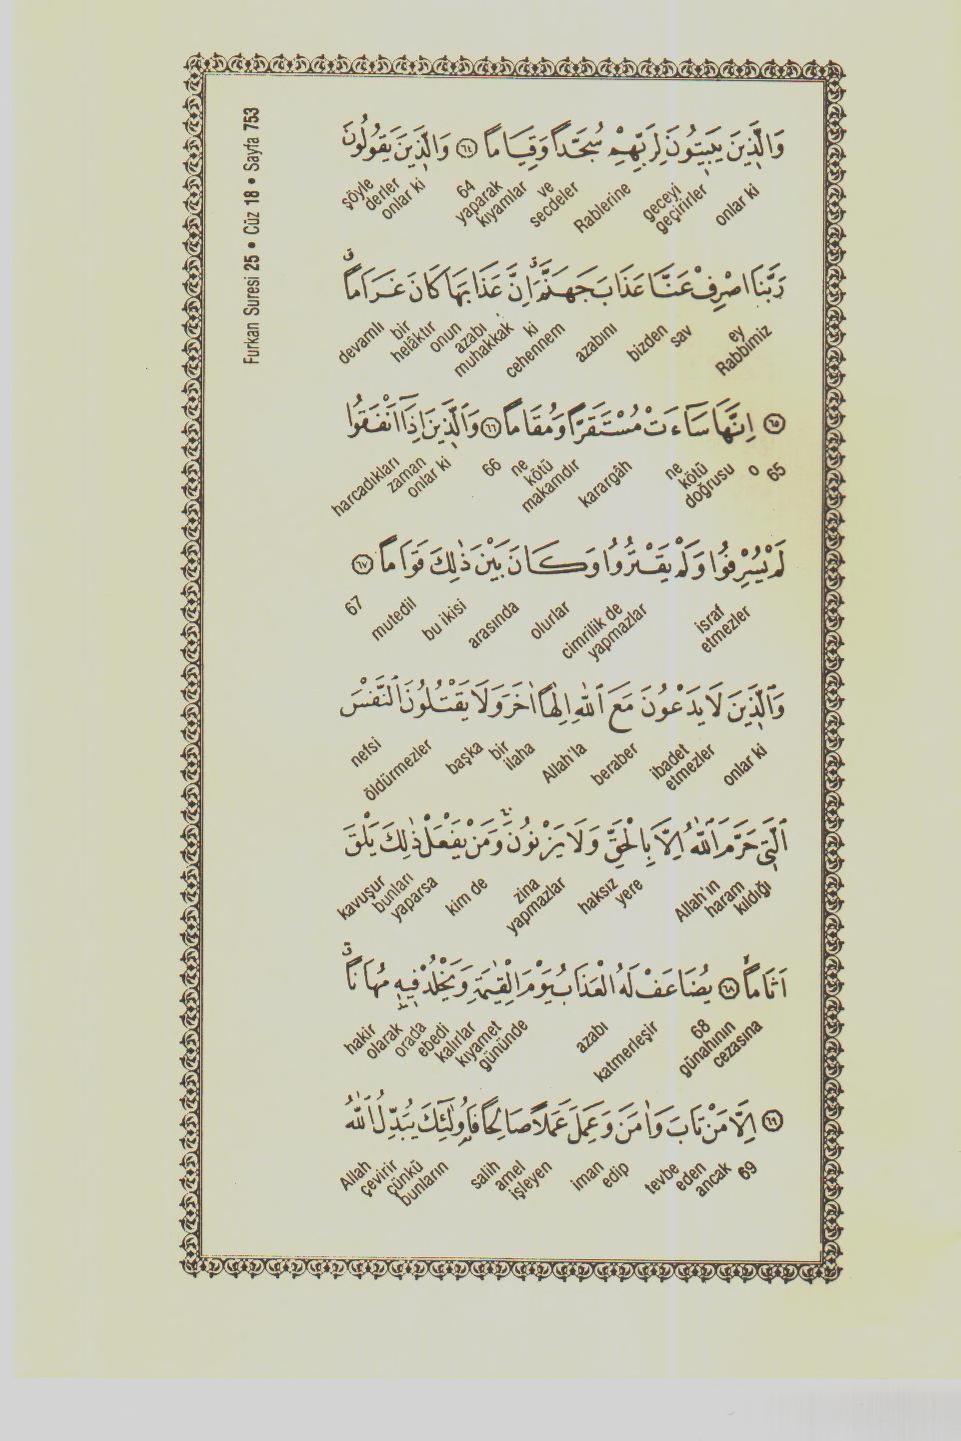 Furkan Suresi 25 • Cüz 18 • Sayfa 753
وَالَّذِينَ يَبِيتُونَ لِرَبِّهِمْ سُجَّدًا وَقِيَامًا ﴿٦٤﴾ وَالَّذِينَ يَقُولُونَ
onlar ki geceyi geçirirler Rablerine secdeler ve kıyamlar yaparak 64 onlar ki derler şöyle
رَبَّنَا اصْرِفْ عَنَّا عَذَابَ جَهَنَّمَ اِنَّ عَذَابَهَا كَانَ غَرَامًا
ey Rabbimiz sav bizden azabını cehennem ki muhakkak azabı onun helâktır bir devamlı
﴿٦٥﴾ اِنَّهَا سَآءَتْ مُسْتَقَرًّا وَمُقَامًا ﴿٦٦﴾ وَالَّذِينَ اِذَآ اَنْفَقُوا
65 o doğrusu kötü ne karargâh makamdır kötü ne 66 onlar ki zaman harcadıkları
لَمْ يُسْرِفُوا وَلَمْ يَقْتُرُوا وَكَانَ بَيْنَ ذٰلِكَ قَوَامًا ﴿٦٧﴾
israf etmezler cimrilik de yapmazlar olurlar arasında bu ikisi mutedil 67
وَالَّذِينَ لَا يَدْعُونَ مَعَ اللّٰهِ اِلٰهًا اٰخَرَ وَلَا يَقْتُلُونَ النَّفْسَ
onlar ki ibadet etmezler beraber Allah'la bir ilaha başka öldürmezler nefsi
الَّتِي حَرَّمَ اللّٰهُ اِلَّا بِالْحَقِّ وَلَا يَزْنُونَ وَمَنْ يَفْعَلْ ذٰلِكَ يَلْقَ
Allah'ın haram kıldığı haksız yere zina yapmazlar kim de bunları yaparsa kavuşur
اَثَامًا ﴿٦٨﴾ يُضَاعَفْ لَهُ الْعَذَابُ يَوْمَ الْقِيٰمَةِ وَيَخْلُدْ فِيهِ مُهَانًا
68 günahının cezasına katmerleşir azabı kıyamet gününde ebedi kalırlar orada hakir olarak
﴿٦٩﴾ اِلَّا مَنْ تَابَ وَاٰمَنَ وَعَمِلَ عَمَلًا صَالِحًا فَاُولٰٓئِكَ يُبَدِّلُ اللّٰهُ
69 ancak tevbe eden iman edip salih amel işleyen çünkü bunların çevirir Allah